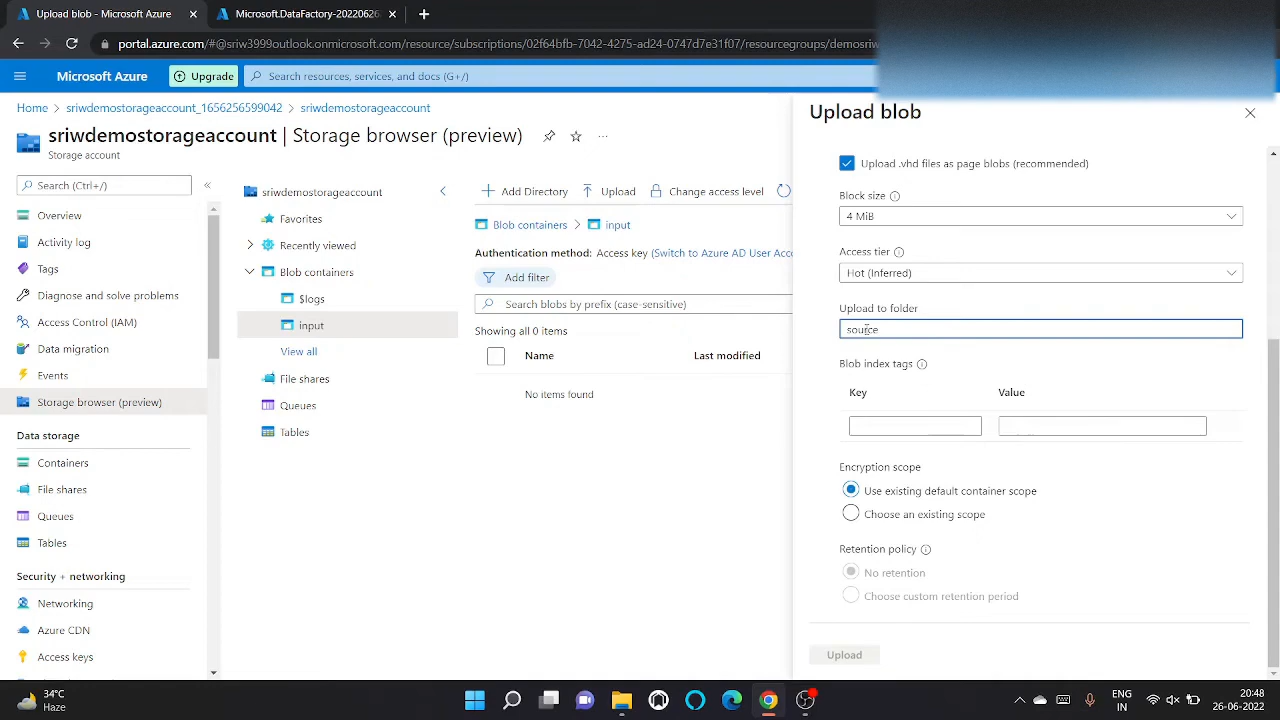 Upload blob - Microsoft Azure
Microsoft.DataFactory-20220626
portal.azure.com/#@sriw3999outlook.onmicrosoft.com/resource/subscriptions/02f64bfb-7042-4275-ad24-0747d7e31f07/resourcegroups/demosriw
Microsoft Azure
Upgrade
Search resources, services, and docs (G+/)
Home > sriwdemostorageaccount_1656256599042 > sriwdemostorageaccount
sriwdemostorageaccount | Storage browser (preview)
...
Storage account
Search (Ctrl+/)
Overview
Activity log
Tags
Diagnose and solve problems
Access Control (IAM)
Data migration
Events
Storage browser (preview)
Data storage
Containers
File shares
Queues
Tables
Security + networking
Networking
Azure CDN
Access keys
sriwdemostorageaccount
Favorites
Recently viewed
Blob containers
$logs
input
View all
File shares
Queues
Tables
Add Directory
Upload
Change access level
Blob containers > input
Authentication method: Access key (Switch to Azure AD User Acco
Add filter
Search blobs by prefix (case-sensitive)
Showing all 0 items
Name
Last modified
No items found
Upload blob
Upload .vhd files as page blobs (recommended)
Block size
4 MiB
Access tier
Hot (Inferred)
Upload to folder
source
Blob index tags
Key
Value
Encryption scope
Use existing default container scope
Choose an existing scope
Retention policy
No retention
Choose custom retention period
Upload
34°C
Haze
ENG
IN
20:48
26-06-2022